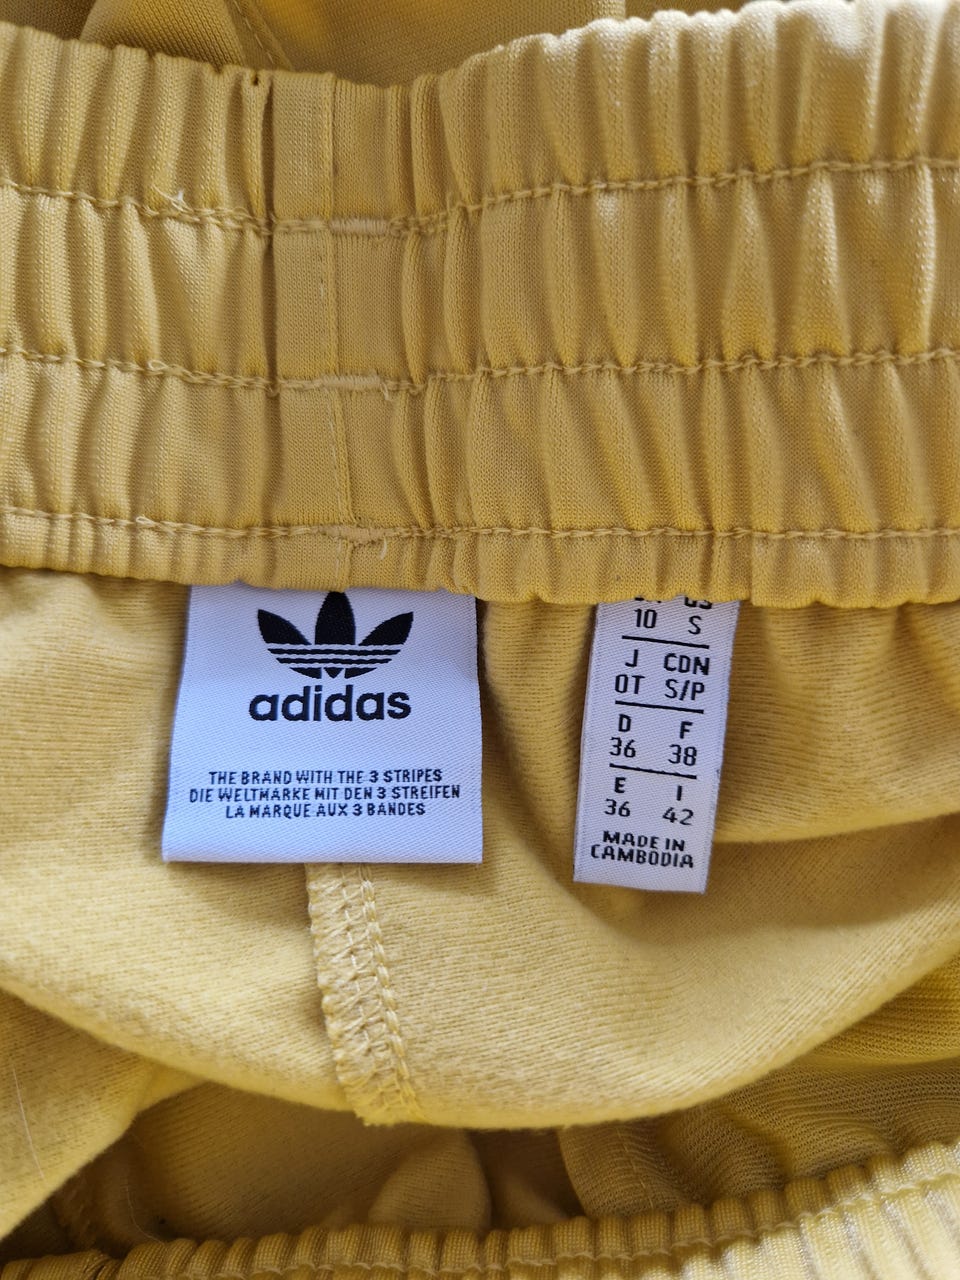 adidas
THE BRAND WITH THE 3 STRIPES
DIE WELTMARKE MIT DEN 3 STREIFEN
LA MARQUE AUX 3 BANDES
10 S
J CDN
OT S/P
D F
36 38
E I
36 42
MADE IN
CAMBODIA